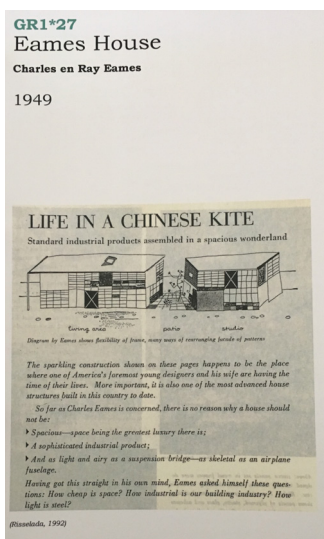 GR1*27
Eames House
Charles en Ray Eames
1949
LIFE IN A CHINESE KITE
Standard industrial products assembled in a spacious wonderland
living area patio studio
Diagram by Eames shows flexibility of frame, many ways of rearranging facade of patterns
The sparkling construction shown on these pages happens to be the place
where one of America's foremost young designers and his wife are having the
time of their lives. More important, it is also one of the most advanced house
structures built in this country to date.
So far as Charles Eames is concerned, there is no reason why a house should
not be:
Spacious—space being the greatest luxury there is;
A sophisticated industrial product;
And as light and airy as a suspension bridge—as skeletal as an airplane
fuselage.
Having got this straight in his own mind, Eames asked himself these ques-
tions: How cheap is space? How industrial is our building industry? How
light is steel?
(Risselada, 1992)